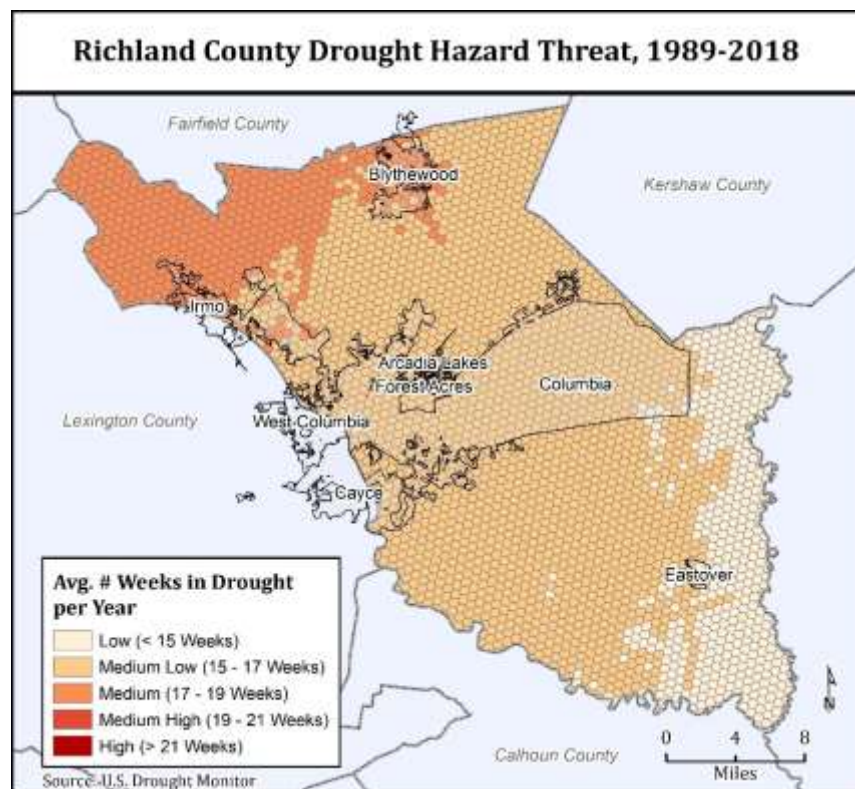 Richland County Drought Hazard Threat, 1989-2018
Fairfield County
Blythewood
Kershaw County
Irmo
Arcadia Lakes
Forest Acres
Columbia
Lexington County
West Columbia
Cayce
Avg. # Weeks in Drought
per Year
Low (< 15 Weeks)
Medium Low (15 - 17 Weeks)
Medium (17 - 19 Weeks)
Medium High (19 - 21 Weeks)
High (> 21 Weeks)
Eastover
N
0 4 8
Miles
Calhoun County
Source: U.S. Drought Monitor